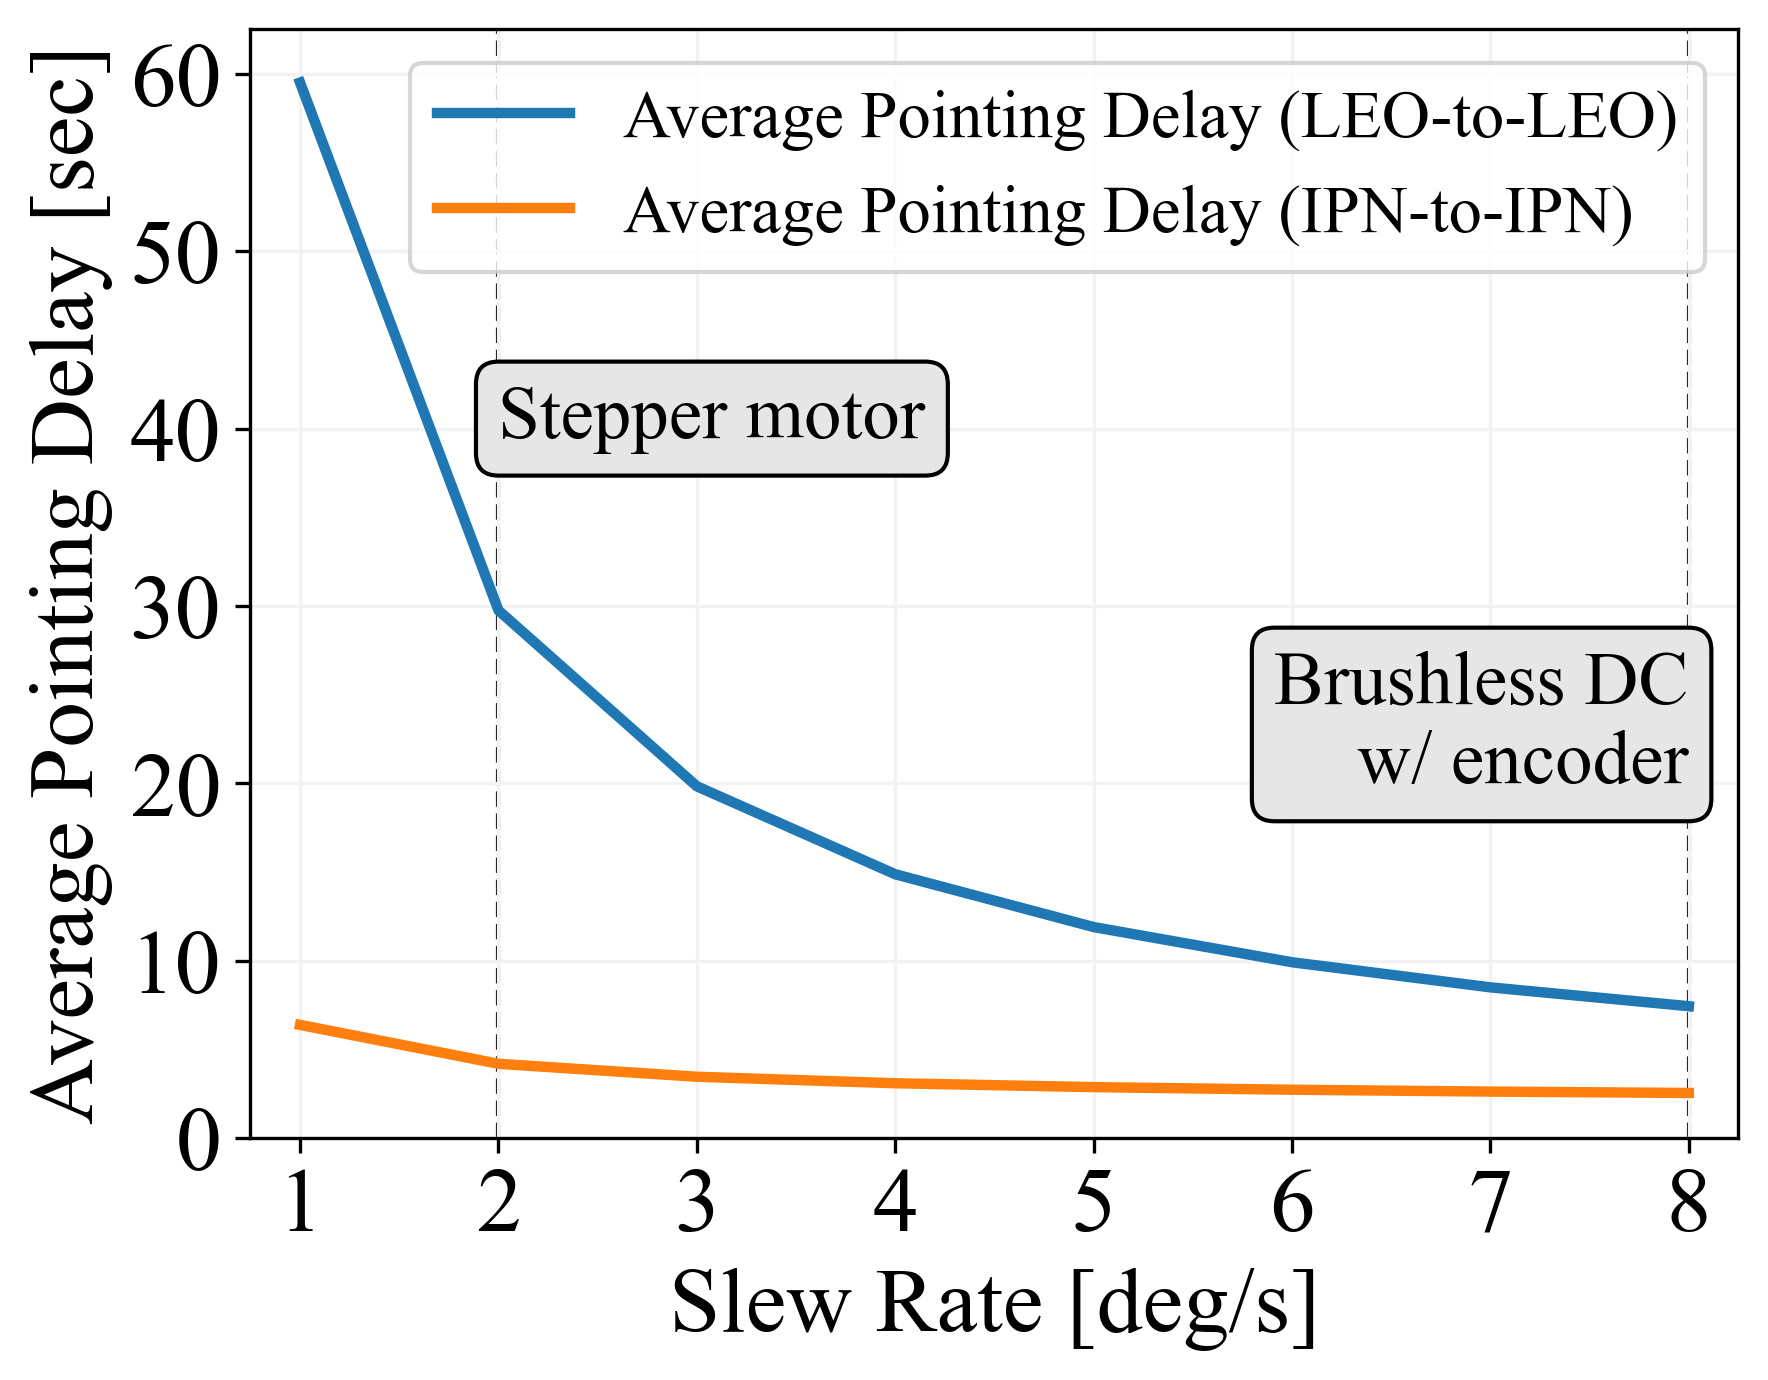 Average Pointing Delay [sec]
60
50
40
30
20
10
0
Average Pointing Delay (LEO-to-LEO)
Average Pointing Delay (IPN-to-IPN)
Stepper motor
Brushless DC
w/ encoder
1 2 3 4 5 6 7 8
Slew Rate [deg/s]